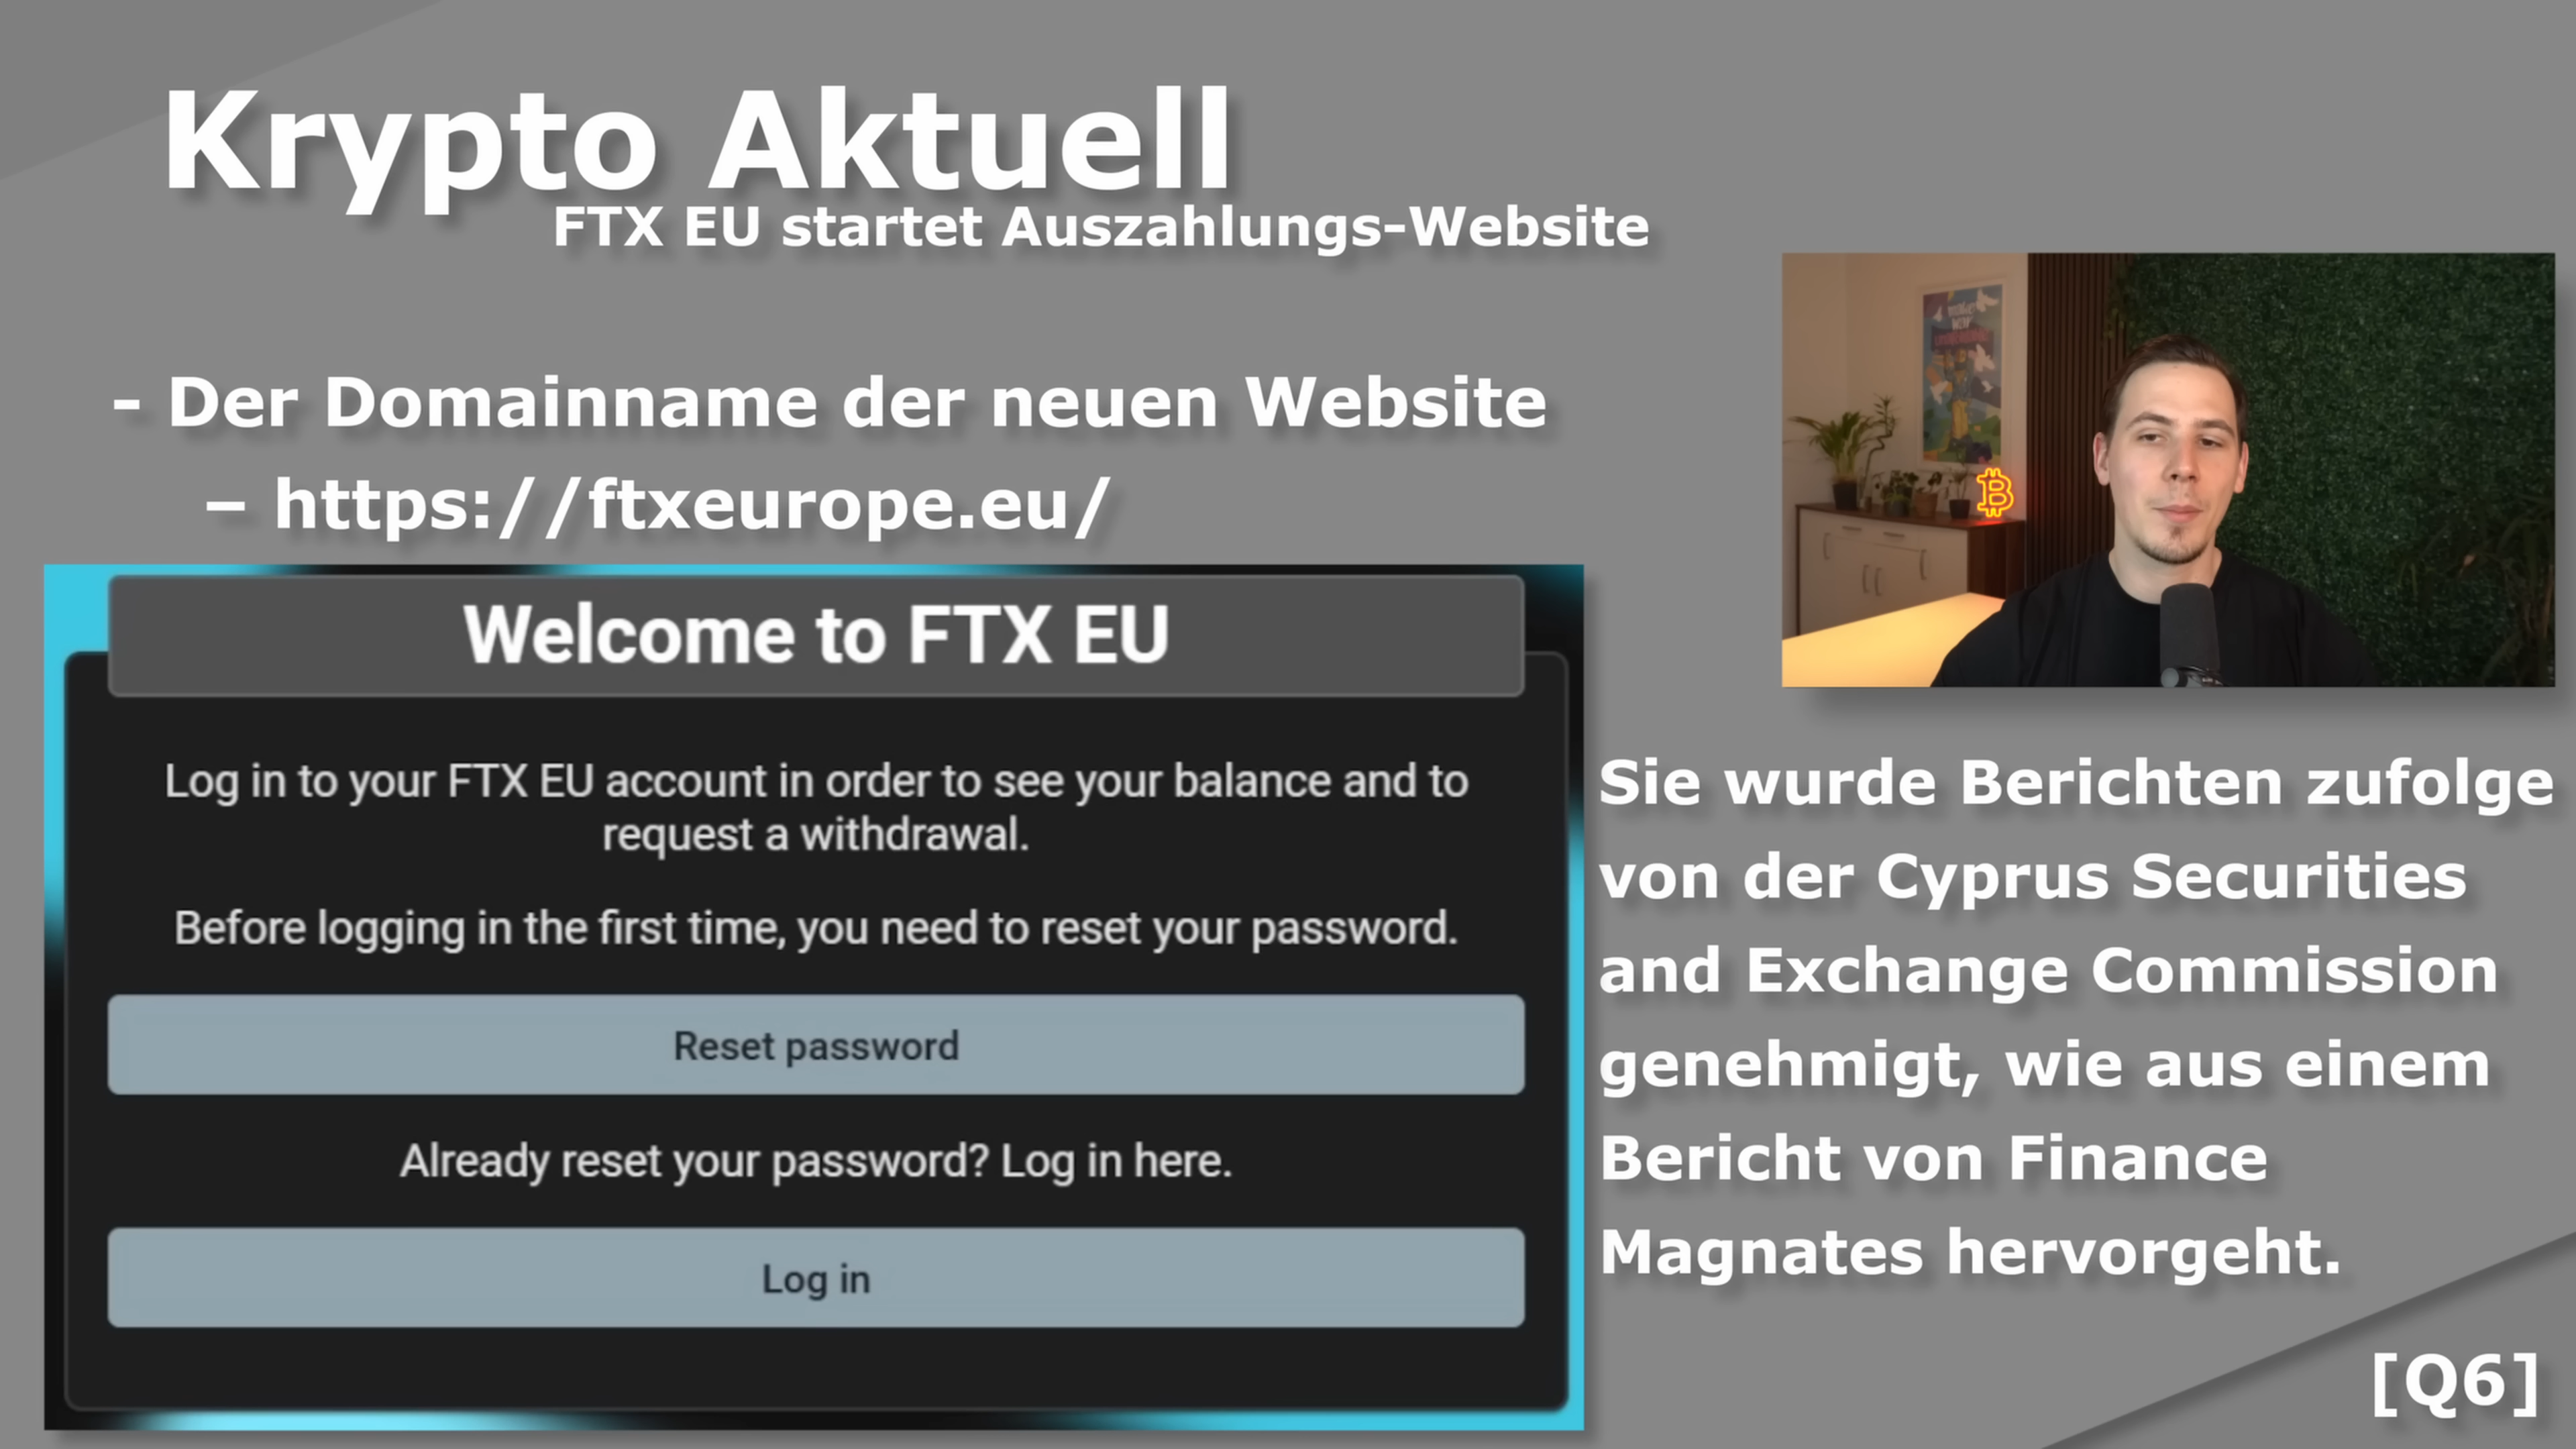 Krypto Aktuell
FTX EU startet Auszahlungs-Website
- Der Domainname der neuen Website
– https://ftxeurope.eu/
Welcome to FTX EU
Log in to your FTX EU account in order to see your balance and to
request a withdrawal.
Before logging in the first time, you need to reset your password.
Reset password
Already reset your password? Log in here.
Log in
Sie wurde Berichten zufolge
von der Cyprus Securities
and Exchange Commission
genehmigt, wie aus einem
Bericht von Finance
Magnates hervorgeht.
[Q6]